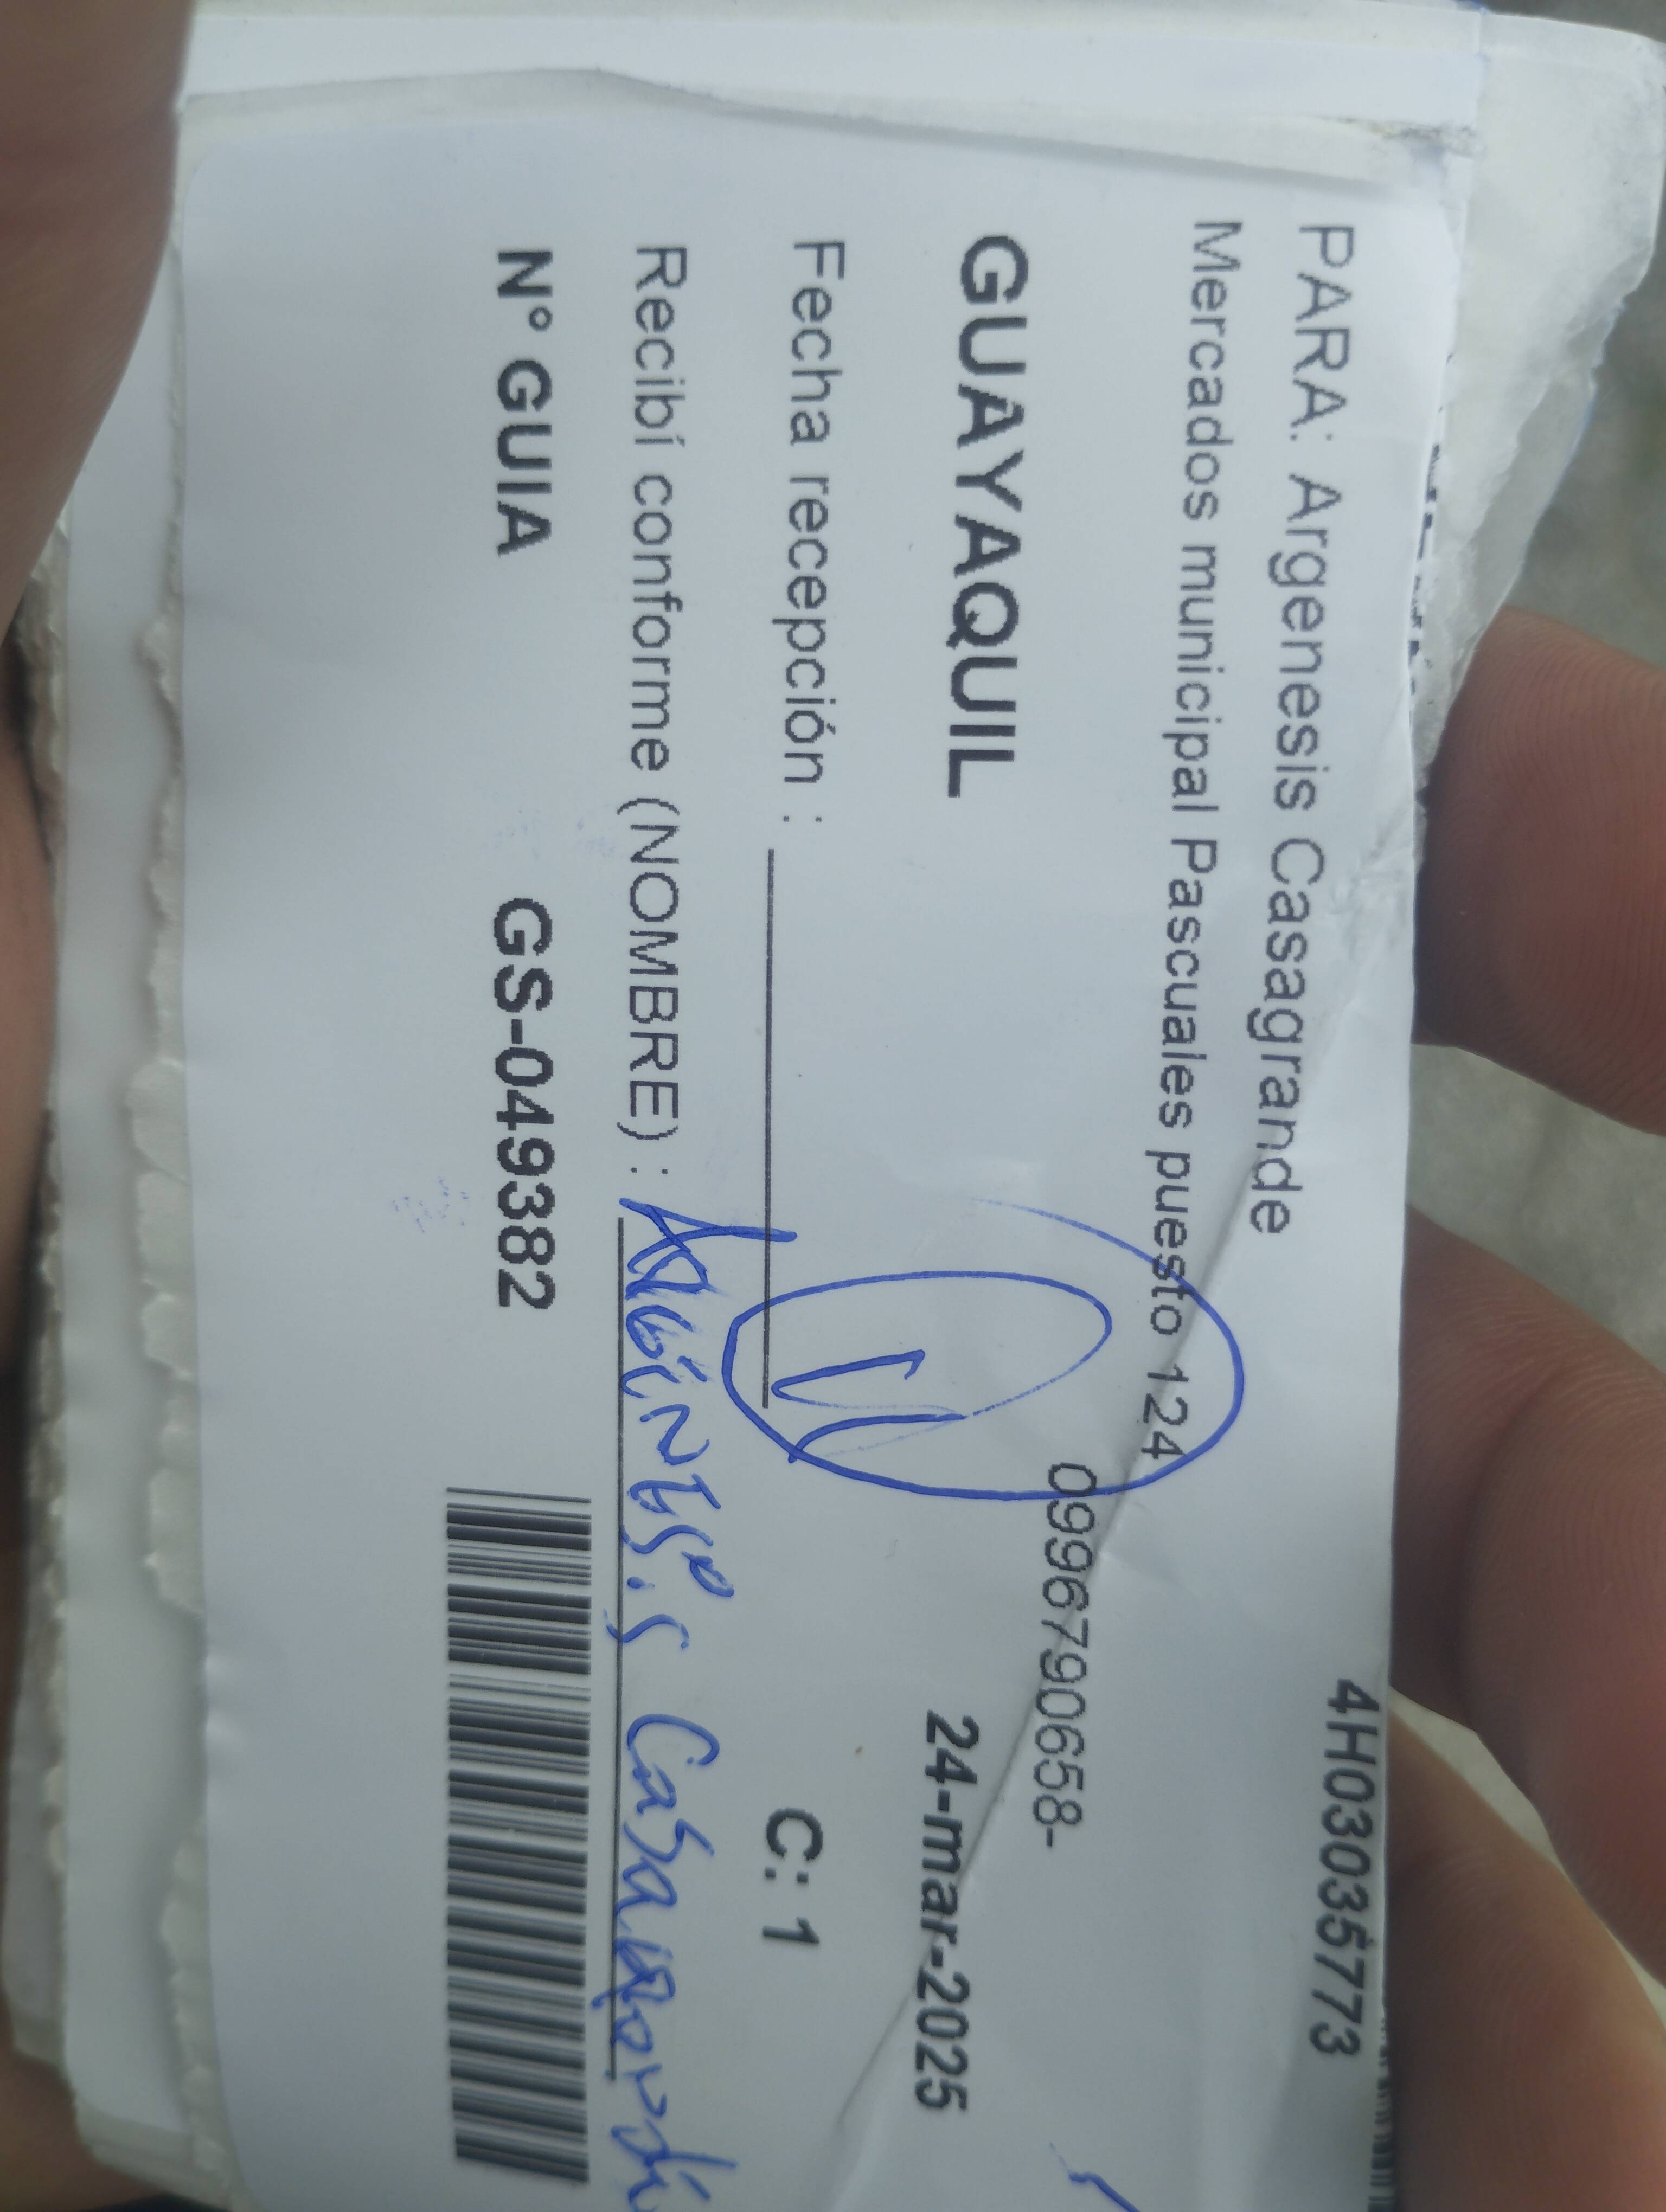 4H03035773
PARA: Argenesis Casagrande
Mercados municipal Pascuales puesto 124
0996790658-
GUAYAQUIL 24-mar-2025
Fecha recepción : C: 1
Recibí conforme (NOMBRE) : Casa
N° GUIA GS-049382